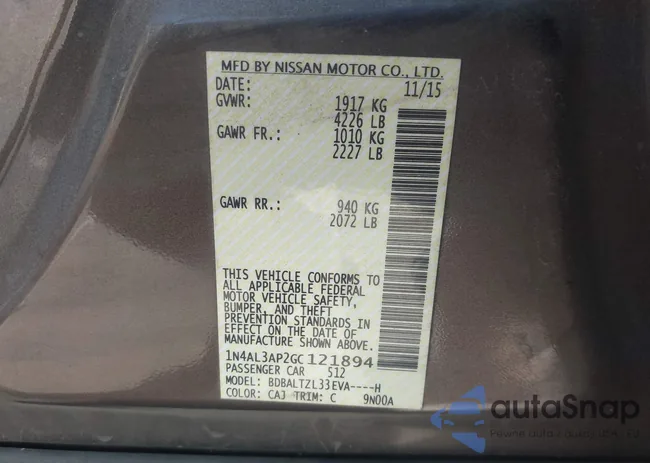 MFD BY NISSAN MOTOR CO., LTD.
DATE: 11/15
GVWR: 1917 KG
4226 LB
GAWR FR.: 1010 KG
2227 LB
GAWR RR.: 940 KG
2072 LB
THIS VEHICLE CONFORMS TO
ALL APPLICABLE FEDERAL
MOTOR VEHICLE SAFETY,
BUMPER, AND THEFT
PREVENTION STANDARDS IN
EFFECT ON THE DATE OF
MANUFACTURE SHOWN ABOVE.
1N4AL3AP2GC121894
PASSENGER CAR 512
MODEL: BDBALTZL33EVA----H
COLOR: CAJ TRIM: C 9N00A
autoSnap
Pewne auto